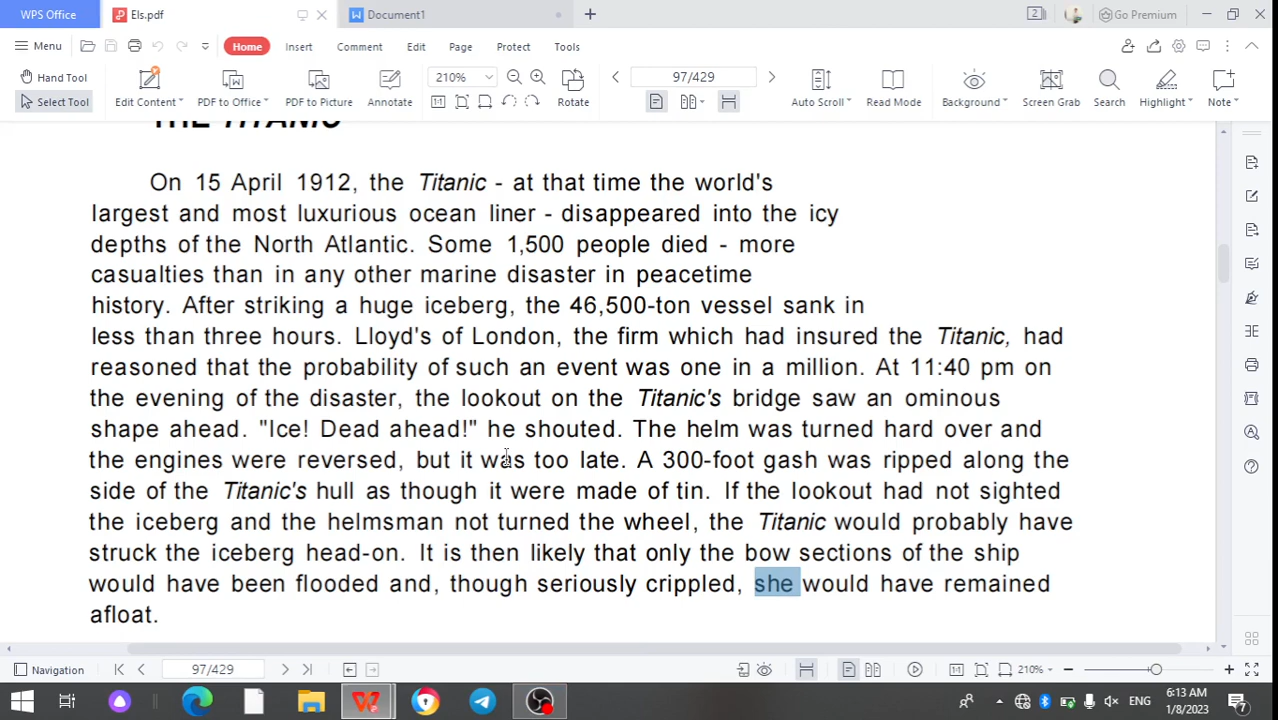 WPS Office
Els.pdf
Document1
Go Premium
Menu
Home
Insert
Comment
Edit
Page
Protect
Tools
Hand Tool
Select Tool
Edit Content
PDF to Office
PDF to Picture
Annotate
210%
Rotate
97/429
Auto Scroll
Read Mode
Background
Screen Grab
Search
Highlight
Note
THE TITANIC
On 15 April 1912, the Titanic - at that time the world's
largest and most luxurious ocean liner - disappeared into the icy
depths of the North Atlantic. Some 1,500 people died - more
casualties than in any other marine disaster in peacetime
history. After striking a huge iceberg, the 46,500-ton vessel sank in
less than three hours. Lloyd's of London, the firm which had insured the Titanic, had
reasoned that the probability of such an event was one in a million. At 11:40 pm on
the evening of the disaster, the lookout on the Titanic's bridge saw an ominous
shape ahead. "Ice! Dead ahead!" he shouted. The helm was turned hard over and
the engines were reversed, but it was too late. A 300-foot gash was ripped along the
side of the Titanic's hull as though it were made of tin. If the lookout had not sighted
the iceberg and the helmsman not turned the wheel, the Titanic would probably have
struck the iceberg head-on. It is then likely that only the bow sections of the ship
would have been flooded and, though seriously crippled, she would have remained
afloat.
Navigation
97/429
210%
ENG
6:13 AM
1/8/2023